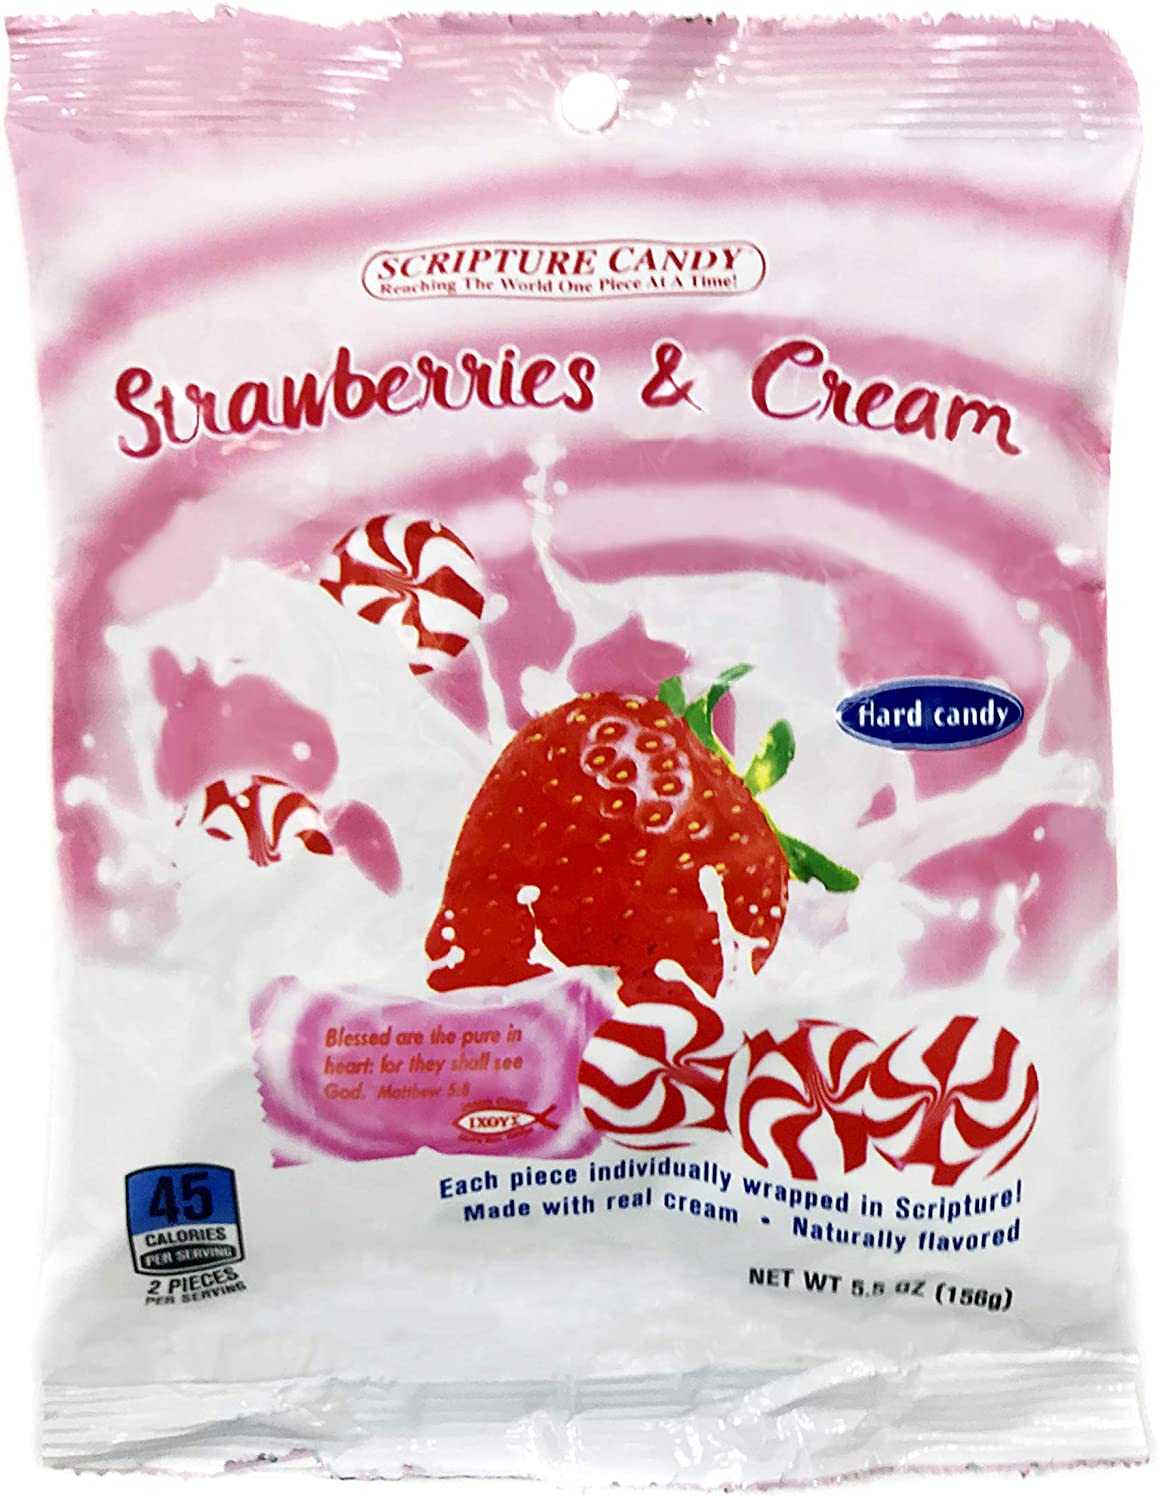 SCRIPTURE CANDY
Reaching The World One Piece At A Time!
Strawberries & Cream
Hard candy
Blessed are the pure in
heart: for they shall see
God. Matthew 5:8
IXOYX
Each piece individually wrapped in Scripture!
Made with real cream • Naturally flavored
45
CALORIES
PER SERVING
2 PIECES
PER SERVING
NET WT 5.5 OZ (156g)